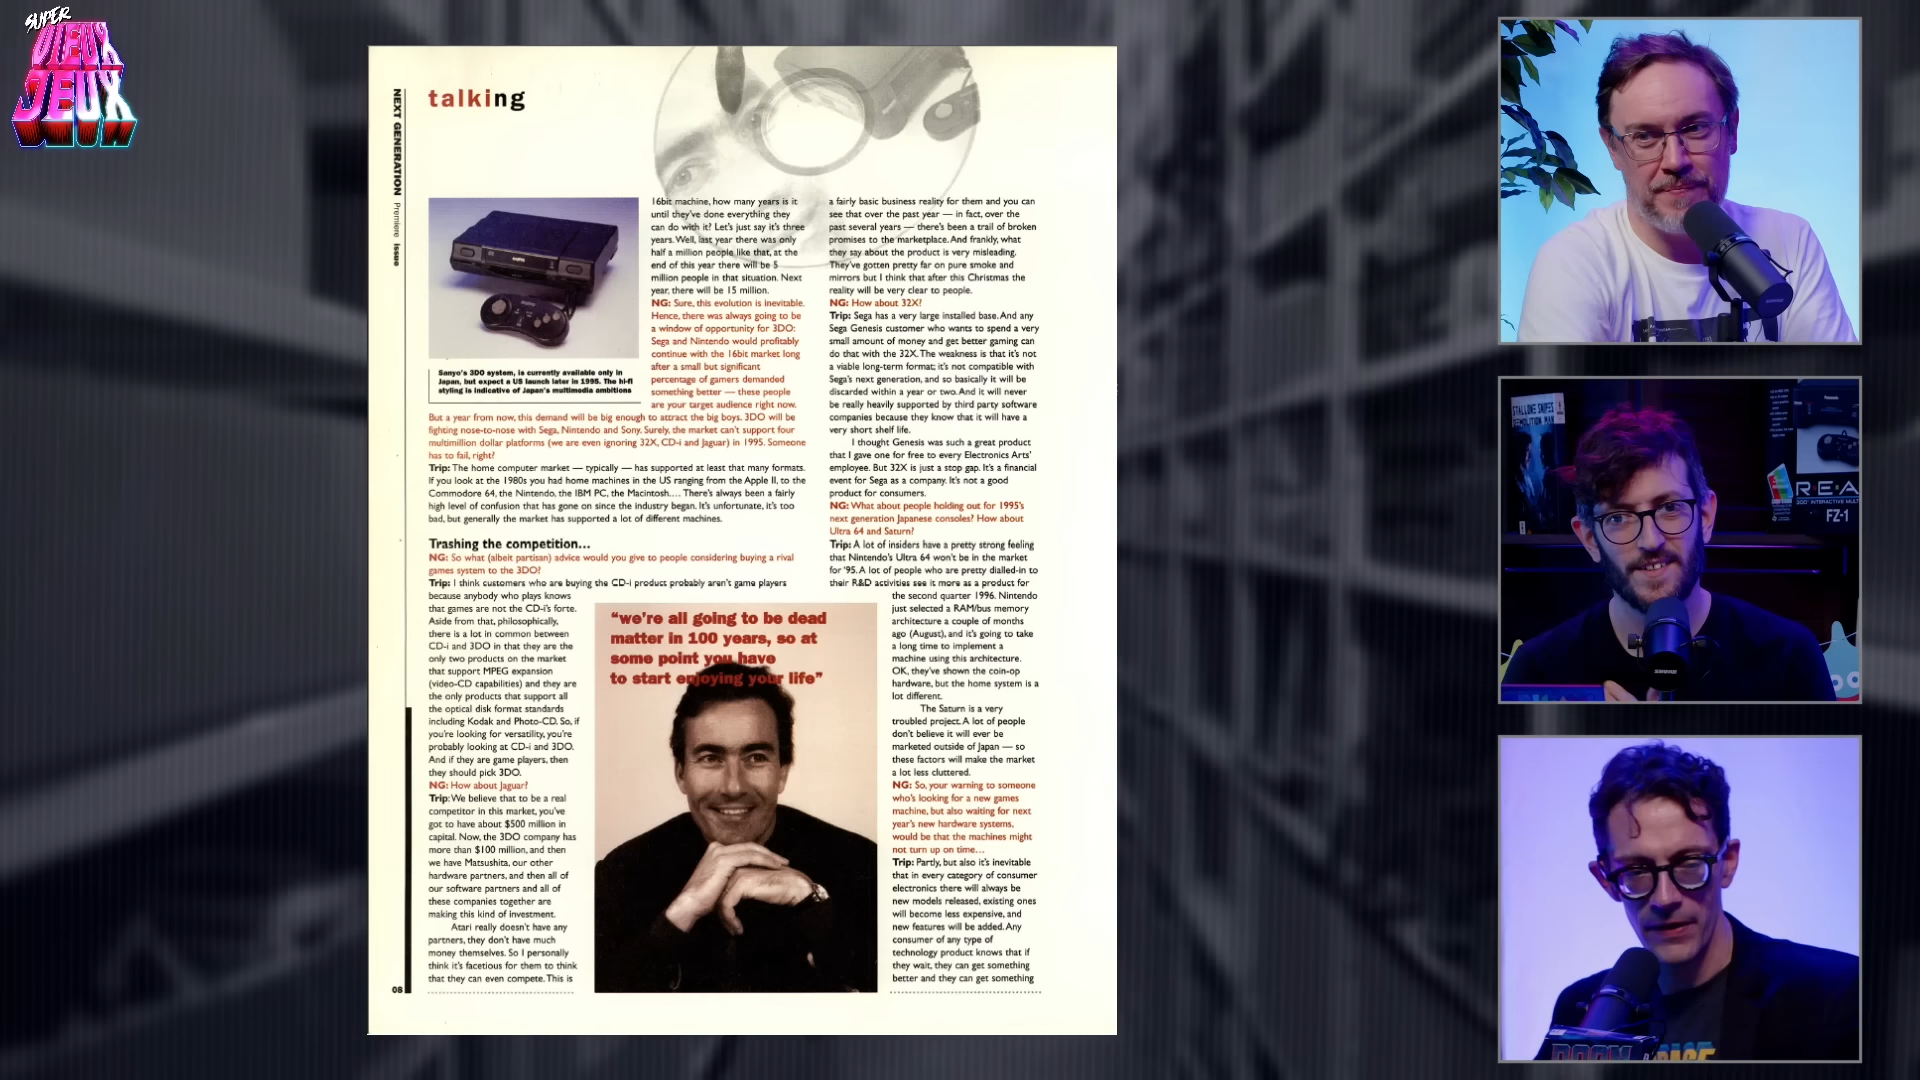 SUPER
VIEUX
JEUX
NEXT GENERATION Premiere issue
talking
Sanyo's 3DO system, is currently available only in
Japan, but expect a US launch later in 1995. The hi-fi
styling is indicative of Japan's multimedia ambitions
16bit machine, how many years is it
until they've done everything they
can do with it? Let's just say it's three
years. Well, last year there was only
half a million people like that, at the
end of this year there will be 5
million people in that situation. Next
year, there will be 15 million.
NG: Sure, this evolution is inevitable.
Hence, there was always going to be
a window of opportunity for 3DO:
Sega and Nintendo would profitably
continue with the 16bit market long
after a small but significant
percentage of gamers demanded
something better — these people
are your target audience right now.
But a year from now, this demand will be big enough to attract the big boys. 3DO will be
fighting nose-to-nose with Sega, Nintendo and Sony. Surely, the market can't support four
multimillion dollar platforms (we are even ignoring 32X, CD-i and Jaguar) in 1995. Someone
has to fail, right?
Trip: The home computer market — typically — has supported at least that many formats.
If you look at the 1980s you had home machines in the US ranging from the Apple II, to the
Commodore 64, the Nintendo, the IBM PC, the Macintosh.... There's always been a fairly
high level of confusion that has gone on since the industry began. It's unfortunate, it's too
bad, but generally the market has supported a lot of different machines.
Trashing the competition...
NG: So what (albeit partisan) advice would you give to people considering buying a rival
games system to the 3DO?
Trip: I think customers who are buying the CD-i product probably aren't game players
because anybody who plays knows
that games are not the CD-i's forte.
Aside from that, philosophically,
there is a lot in common between
CD-i and 3DO in that they are the
only two products on the market
that support MPEG expansion
(video-CD capabilities) and they are
the only products that support all
the optical disk format standards
including Kodak and Photo-CD. So, if
you're looking for versatility, you're
probably looking at CD-i and 3DO.
And if they are game players, then
they should pick 3DO.
NG: How about Jaguar?
Trip: We believe that to be a real
competitor in this market, you've
got to have about $500 million in
capital. Now, the 3DO company has
more than $100 million, and then
we have Matsushita, our other
hardware partners, and then all of
our software partners and all of
these companies together are
making this kind of investment.
Atari really doesn't have any
partners, they don't have much
money themselves. So I personally
think it's facetious for them to think
that they can even compete. This is
"we're all going to be dead
matter in 100 years, so at
some point you have
to start enjoying your life"
a fairly basic business reality for them and you can
see that over the past year — in fact, over the
past several years — there's been a trail of broken
promises to the marketplace. And frankly, what
they say about the product is very misleading.
They've gotten pretty far on pure smoke and
mirrors but I think that after this Christmas the
reality will be very clear to people.
NG: How about 32X?
Trip: Sega has a very large installed base. And any
Sega Genesis customer who wants to spend a very
small amount of money and get better gaming can
do that with the 32X. The weakness is that it's not
a viable long-term format; it's not compatible with
Sega's next generation, and so basically it will be
discarded within a year or two. And it will never
be really heavily supported by third party software
companies because they know that it will have a
very short shelf life.
I thought Genesis was such a great product
that I gave one for free to every Electronics Arts'
employee. But 32X is just a stop gap. It's a financial
event for Sega as a company. It's not a good
product for consumers.
NG: What about people holding out for 1995's
next generation Japanese consoles? How about
Ultra 64 and Saturn?
Trip: A lot of insiders have a pretty strong feeling
that Nintendo's Ultra 64 won't be in the market
for '95. A lot of people who are pretty dialled-in to
their R&D activities see it more as a product for
the second quarter 1996. Nintendo
just selected a RAM/bus memory
architecture a couple of months
ago (August), and it's going to take
a long time to implement a
machine using this architecture.
OK, they've shown the coin-op
hardware, but the home system is a
lot different.
The Saturn is a very
troubled project. A lot of people
don't believe it will ever be
marketed outside of Japan — so
these factors will make the market
a lot less cluttered.
NG: So, your warning to someone
who's looking for a new games
machine, but also waiting for next
year's new hardware systems,
would be that the machines might
not turn up on time...
Trip: Partly, but also it's inevitable
that in every category of consumer
electronics there will always be
new models released, existing ones
will become less expensive, and
new features will be added. Any
consumer of any type of
technology product knows that if
they wait, they can get something
better and they can get something
08
STALLONE SNIPES
DEMOLITION MAN
Panasonic
REA
FZ-1
SHURE